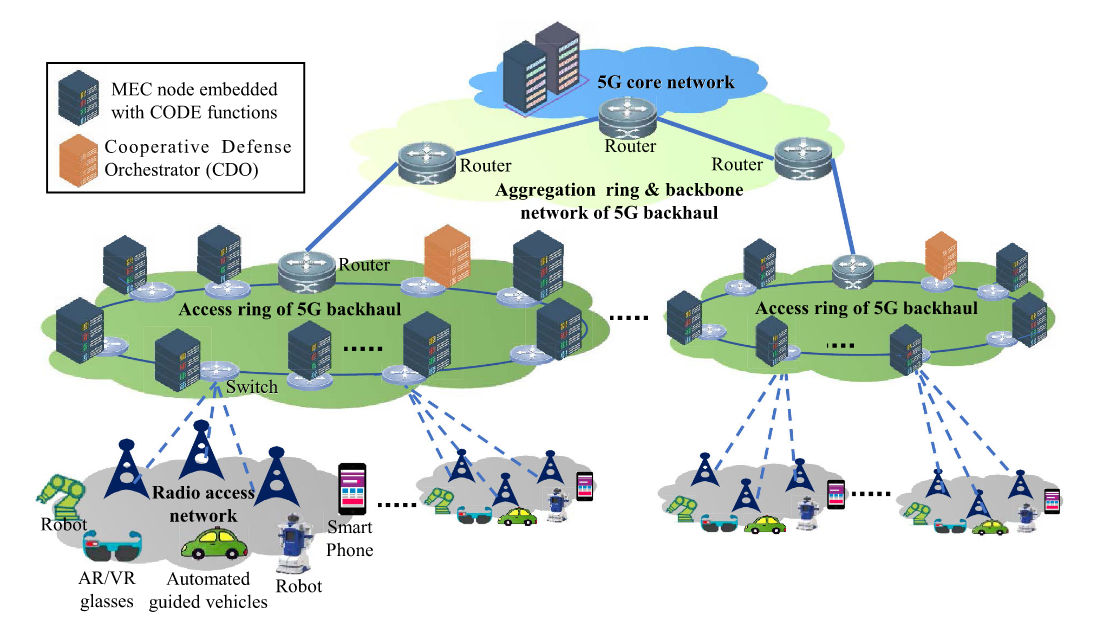 MEC node embedded
with CODE functions
Cooperative Defense
Orchestrator (CDO)
5G core network
Router
Router
Router
Aggregation ring & backbone
network of 5G backhaul
Router
Access ring of 5G backhaul
.....
.....
Switch
Access ring of 5G backhaul
....
Radio access
network
Robot
AR/VR
glasses
Automated
guided vehicles
Robot
Smart
Phone
.....
.....